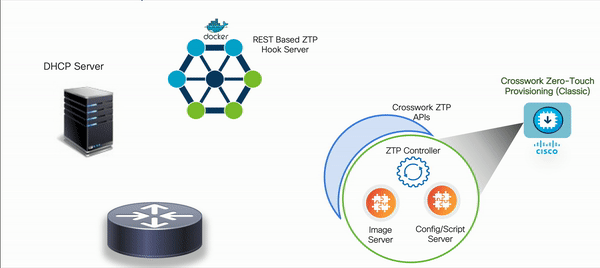 docker
REST Based ZTP
Hook Server
DHCP Server
Crosswork Zero-Touch
Provisioning (Classic)
CISCO
Crosswork ZTP
APIs
ZTP Controller
Image
Server
Config/Script
Server